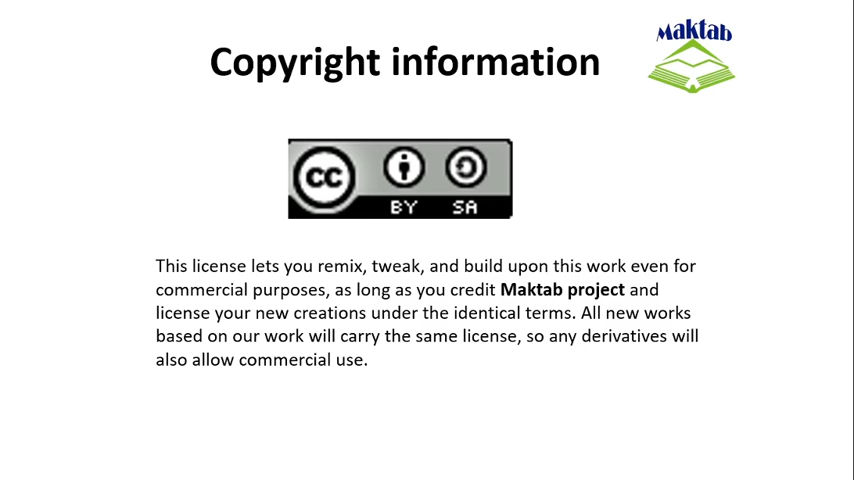 Maktab
Copyright information
CC
BY SA
This license lets you remix, tweak, and build upon this work even for
commercial purposes, as long as you credit Maktab project and
license your new creations under the identical terms. All new works
based on our work will carry the same license, so any derivatives will
also allow commercial use.